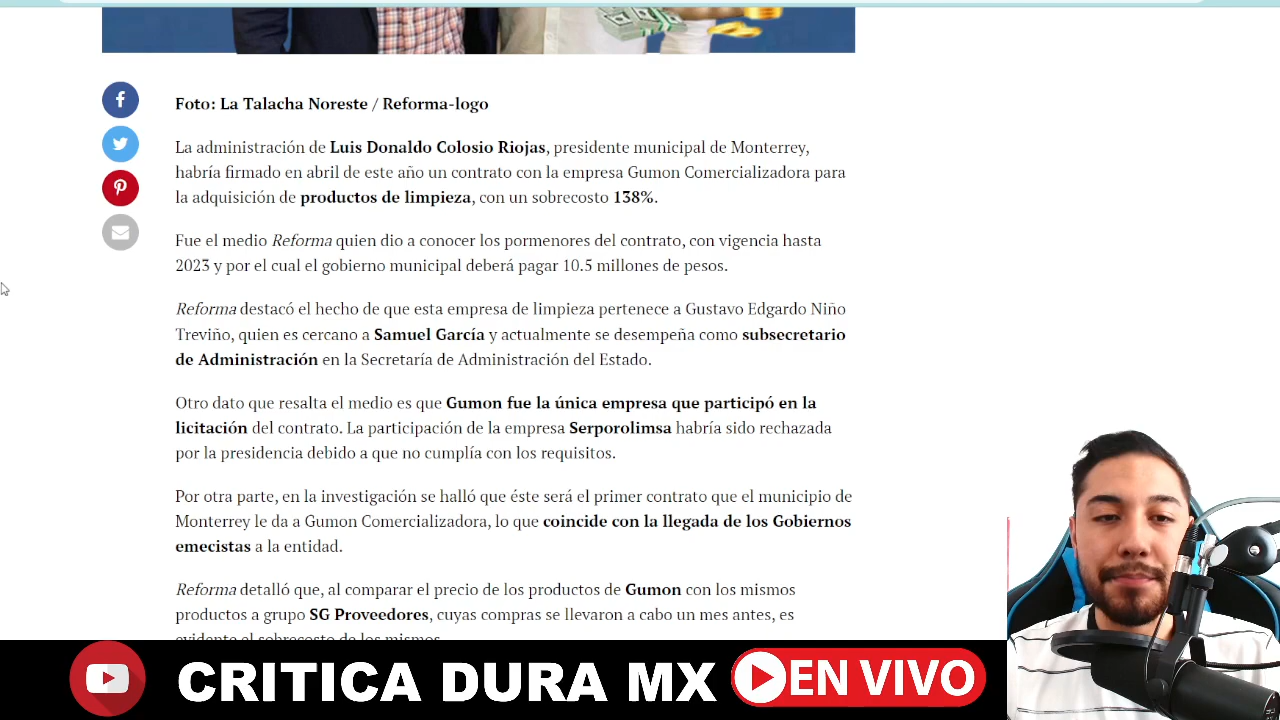 Foto: La Talacha Noreste / Reforma-logo
La administración de Luis Donaldo Colosio Riojas, presidente municipal de Monterrey,
habría firmado en abril de este año un contrato con la empresa Gumon Comercializadora para
la adquisición de productos de limpieza, con un sobrecosto 138%.
Fue el medio Reforma quien dio a conocer los pormenores del contrato, con vigencia hasta
2023 y por el cual el gobierno municipal deberá pagar 10.5 millones de pesos.
Reforma destacó el hecho de que esta empresa de limpieza pertenece a Gustavo Edgardo Niño
Treviño, quien es cercano a Samuel García y actualmente se desempeña como subsecretario
de Administración en la Secretaría de Administración del Estado.
Otro dato que resalta el medio es que Gumon fue la única empresa que participó en la
licitación del contrato. La participación de la empresa Serporolimsa habría sido rechazada
por la presidencia debido a que no cumplía con los requisitos.
Por otra parte, en la investigación se halló que éste será el primer contrato que el municipio de
Monterrey le da a Gumon Comercializadora, lo que coincide con la llegada de los Gobiernos
emecistas a la entidad.
Reforma detalló que, al comparar el precio de los productos de Gumon con los mismos
productos a grupo SG Proveedores, cuyas compras se llevaron a cabo un mes antes, es
evidente el sobrecosto de los mismos.
CRITICA DURA MX EN VIVO